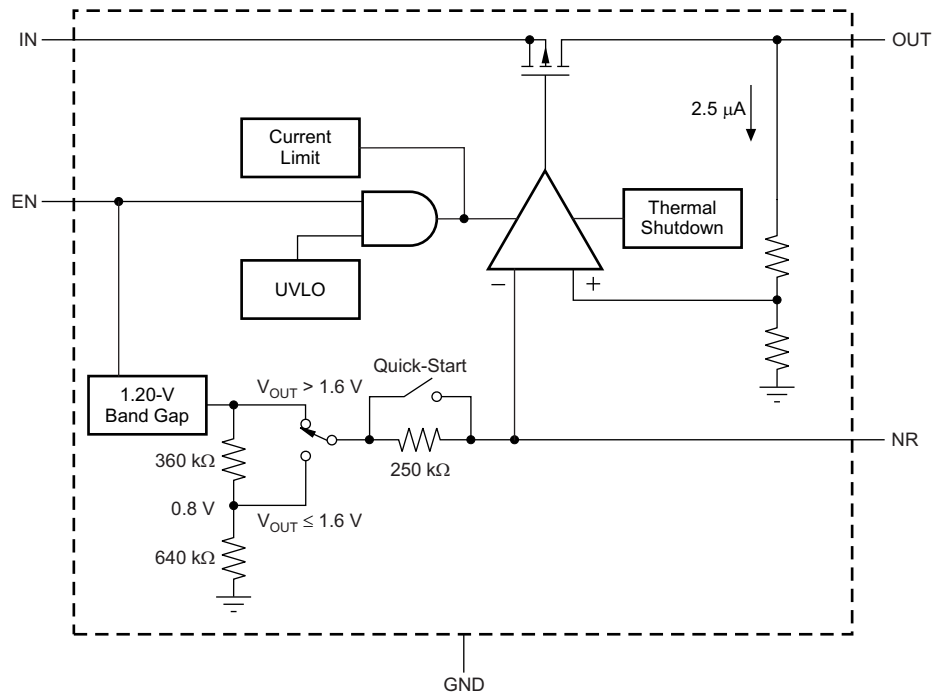 IN
OUT
2.5 μA
Current
Limit
EN
Thermal
Shutdown
UVLO
−
+
Quick-Start
1.20-V
Band Gap
V_OUT > 1.6 V
NR
360 kΩ
250 kΩ
0.8 V
V_OUT ≤ 1.6 V
640 kΩ
GND